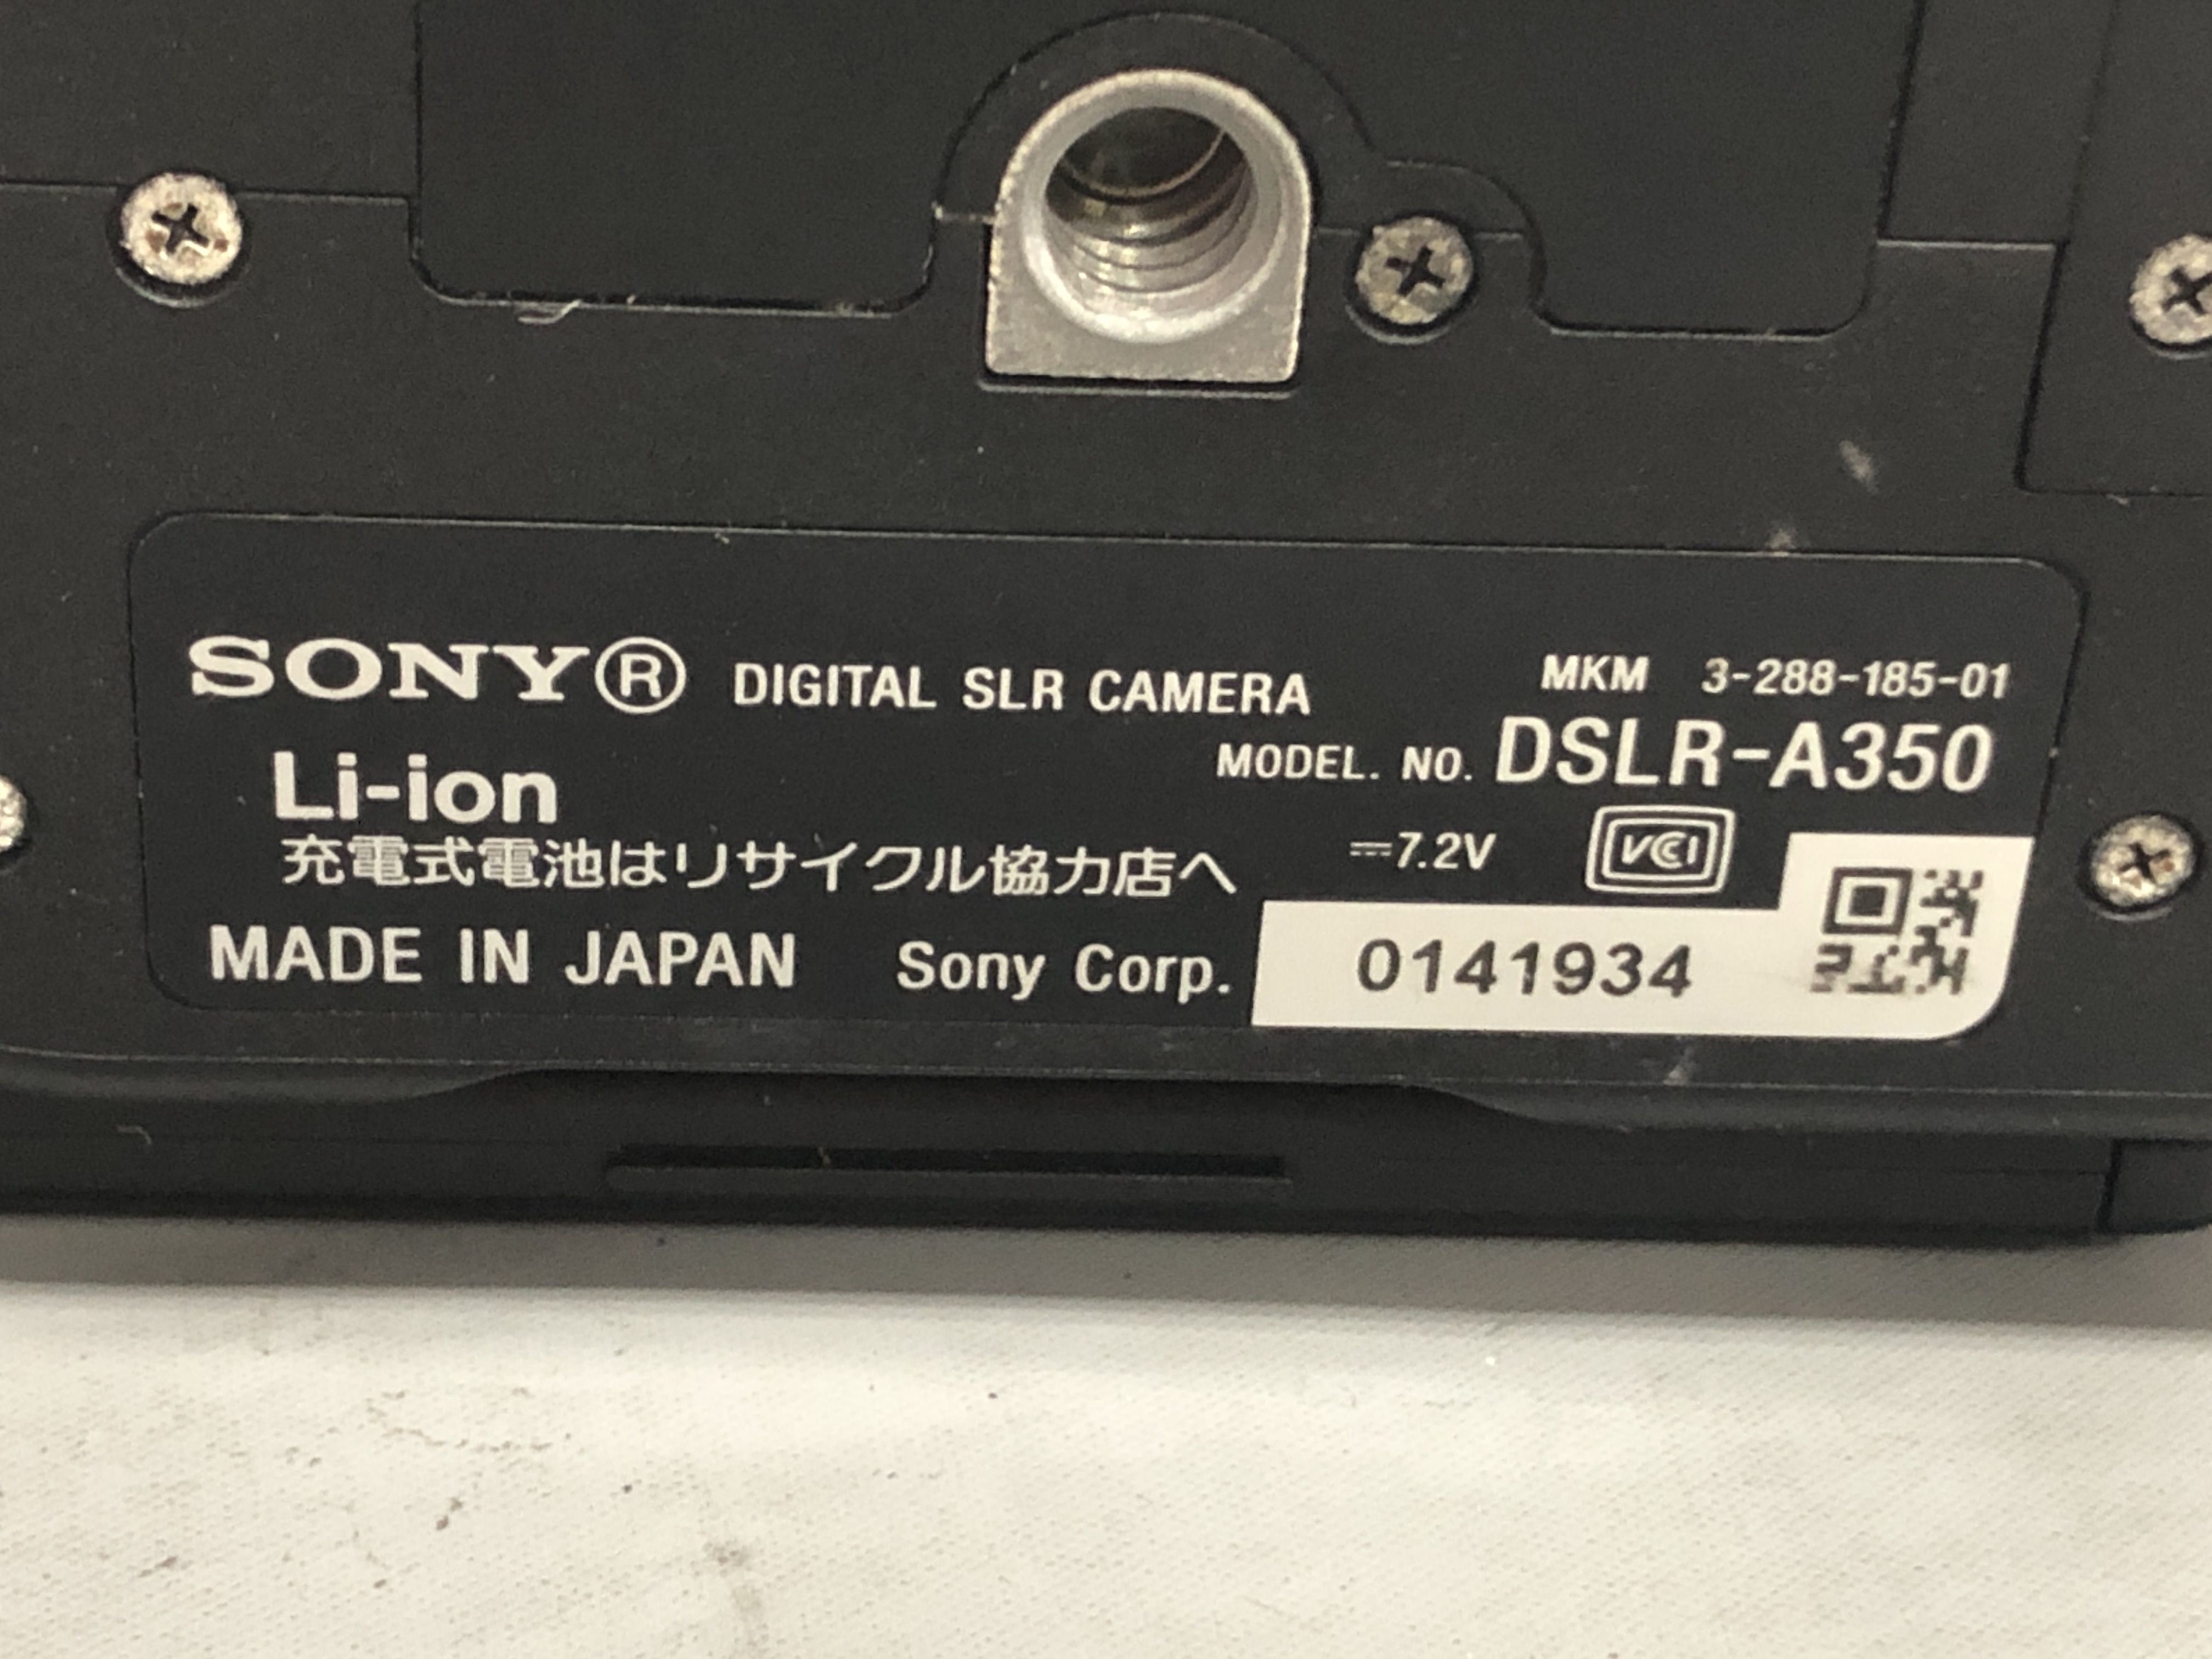 SONY® DIGITAL SLR CAMERA
MKM 3-288-185-01
Li-ion
MODEL. NO. DSLR-A350
充電式電池はリサイクル協力店へ
⎓7.2V
VCCI
MADE IN JAPAN Sony Corp.
0141934